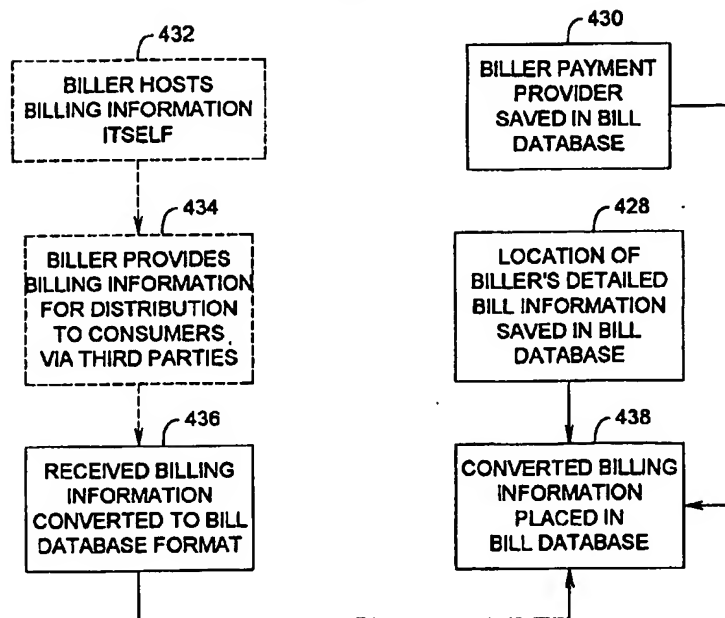 432
BILLER HOSTS
BILLING INFORMATION
ITSELF
434
BILLER PROVIDES
BILLING INFORMATION
FOR DISTRIBUTION
TO CONSUMERS
VIA THIRD PARTIES
436
RECEIVED BILLING
INFORMATION
CONVERTED TO BILL
DATABASE FORMAT
430
BILLER PAYMENT
PROVIDER
SAVED IN BILL
DATABASE
428
LOCATION OF
BILLER'S DETAILED
BILL INFORMATION
SAVED IN BILL
DATABASE
438
CONVERTED BILLING
INFORMATION
PLACED IN
BILL DATABASE